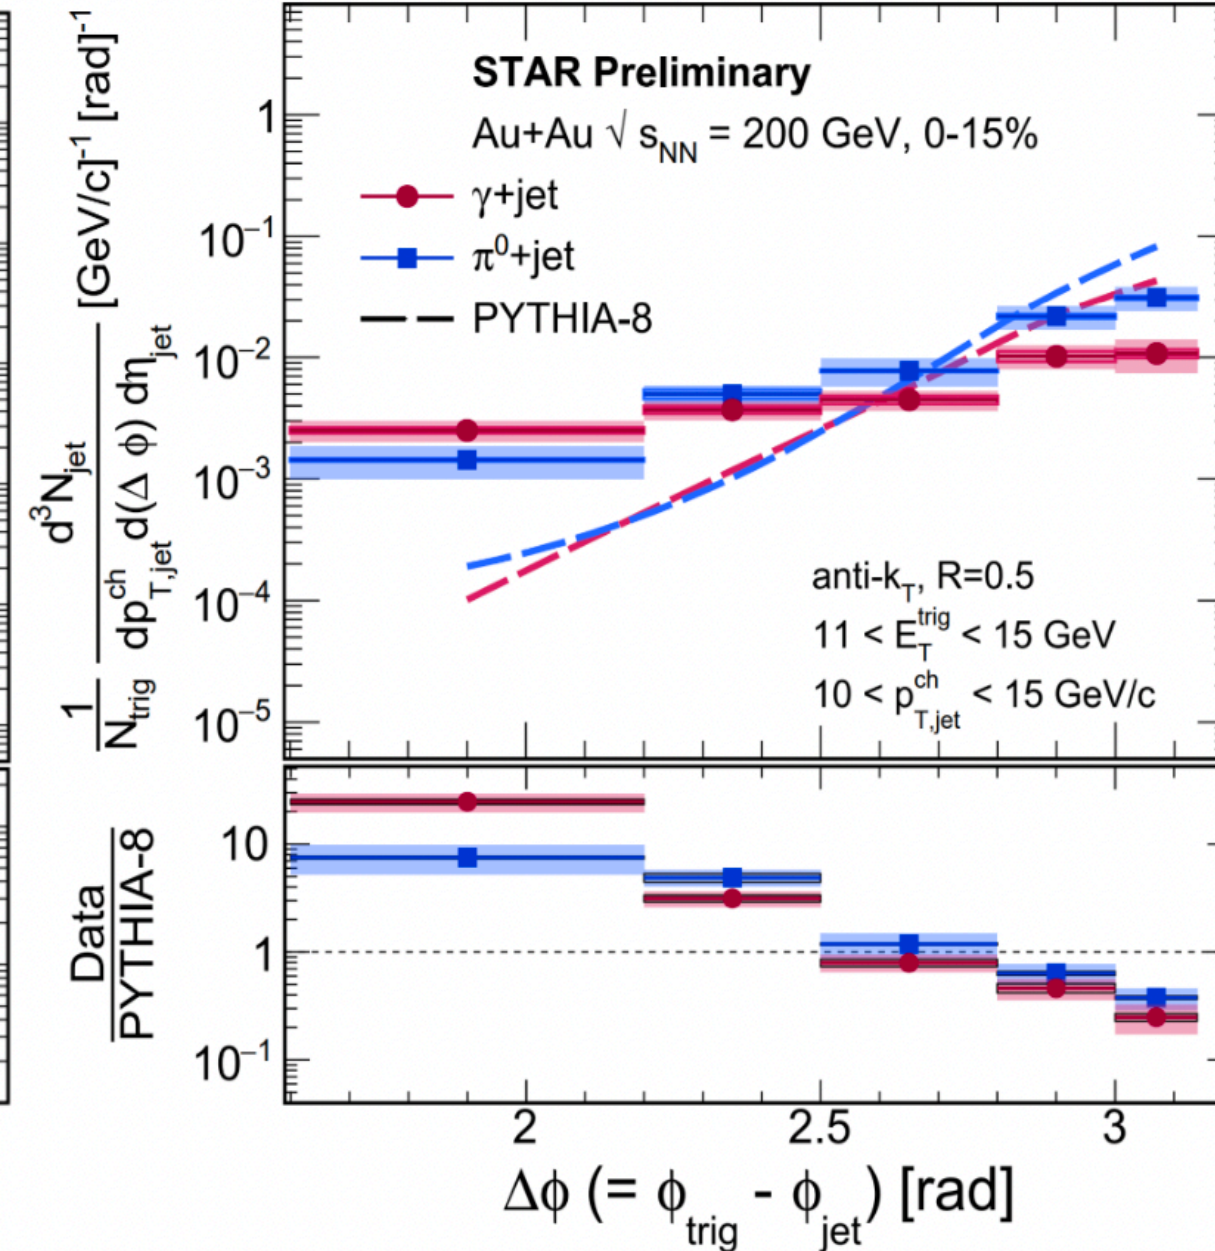 STAR Preliminary
Au+Au √ s_NN = 200 GeV, 0-15%
γ+jet
π⁰+jet
PYTHIA-8
1/N_trig d³N_jet/dp^ch_T,jet d(Δ ϕ) dη_jet [GeV/c]⁻¹ [rad]⁻¹
1
10⁻¹
10⁻²
10⁻³
10⁻⁴
10⁻⁵
anti-k_T, R=0.5
11 < E_T^trig < 15 GeV
10 < p_T,jet^ch < 15 GeV/c
Data
PYTHIA-8
10
1
10⁻¹
2 2.5 3
Δϕ (= ϕ_trig - ϕ_jet) [rad]